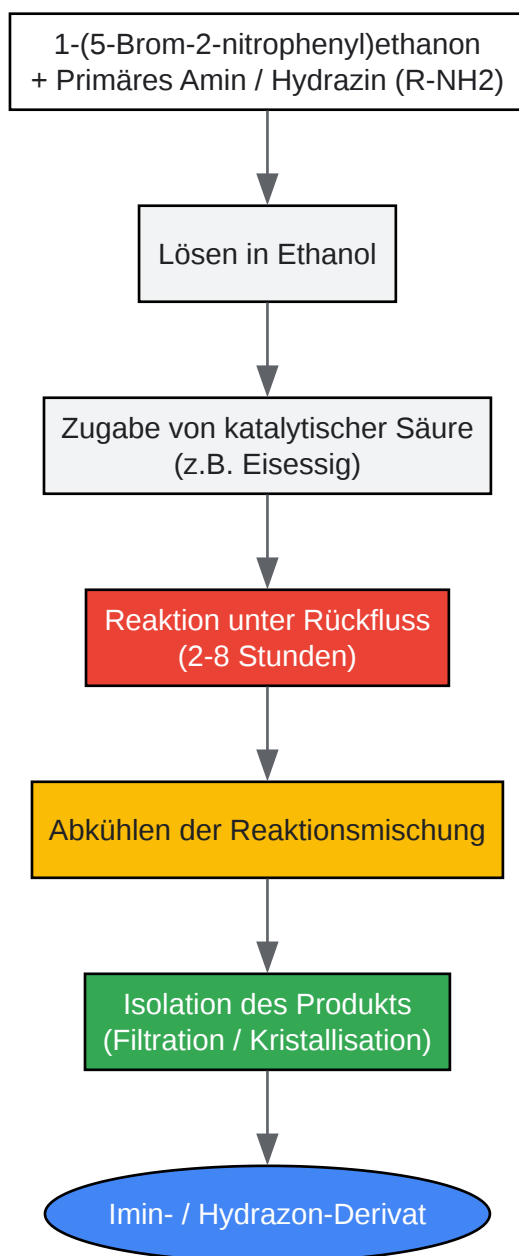 1-(5-Brom-2-nitrophenyl)ethanon
+ Primäres Amin / Hydrazin (R-NH2)
Lösen in Ethanol
Zugabe von katalytischer Säure
(z.B. Eisessig)
Reaktion unter Rückfluss
(2-8 Stunden)
Abkühlen der Reaktionsmischung
Isolation des Produkts
(Filtration / Kristallisation)
Imin- / Hydrazon-Derivat